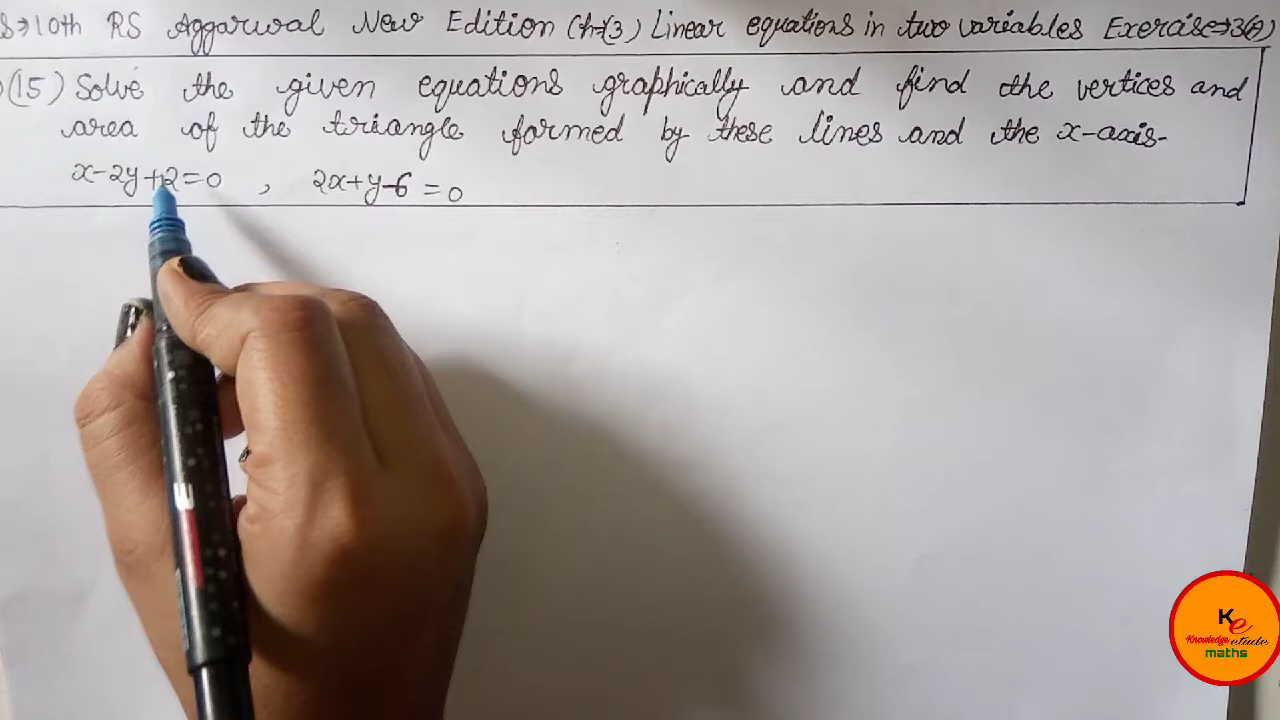 S→10th RS Aggarwal New Edition (h→(3) Linear equations in two variables Exercise→3(A)
(15) Solve the given equations graphically and find the vertices and
area of the triangle formed by these lines and the x-axis-
x-2y+2=0 , 2x+y-6=0
Ke
Knowledge etude
maths